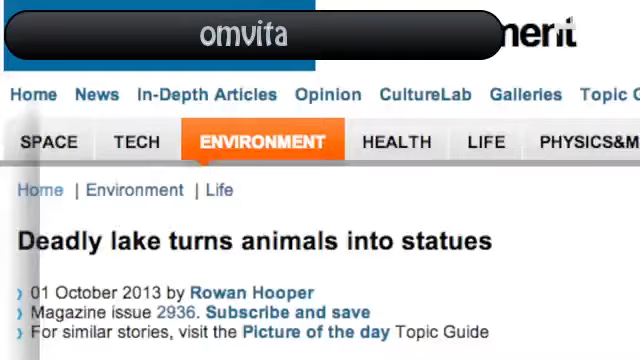 omvita
Home News In-Depth Articles Opinion CultureLab Galleries Topic
SPACE TECH ENVIRONMENT HEALTH LIFE PHYSICS&M
Home | Environment | Life
Deadly lake turns animals into statues
01 October 2013 by Rowan Hooper
Magazine issue 2936. Subscribe and save
For similar stories, visit the Picture of the day Topic Guide